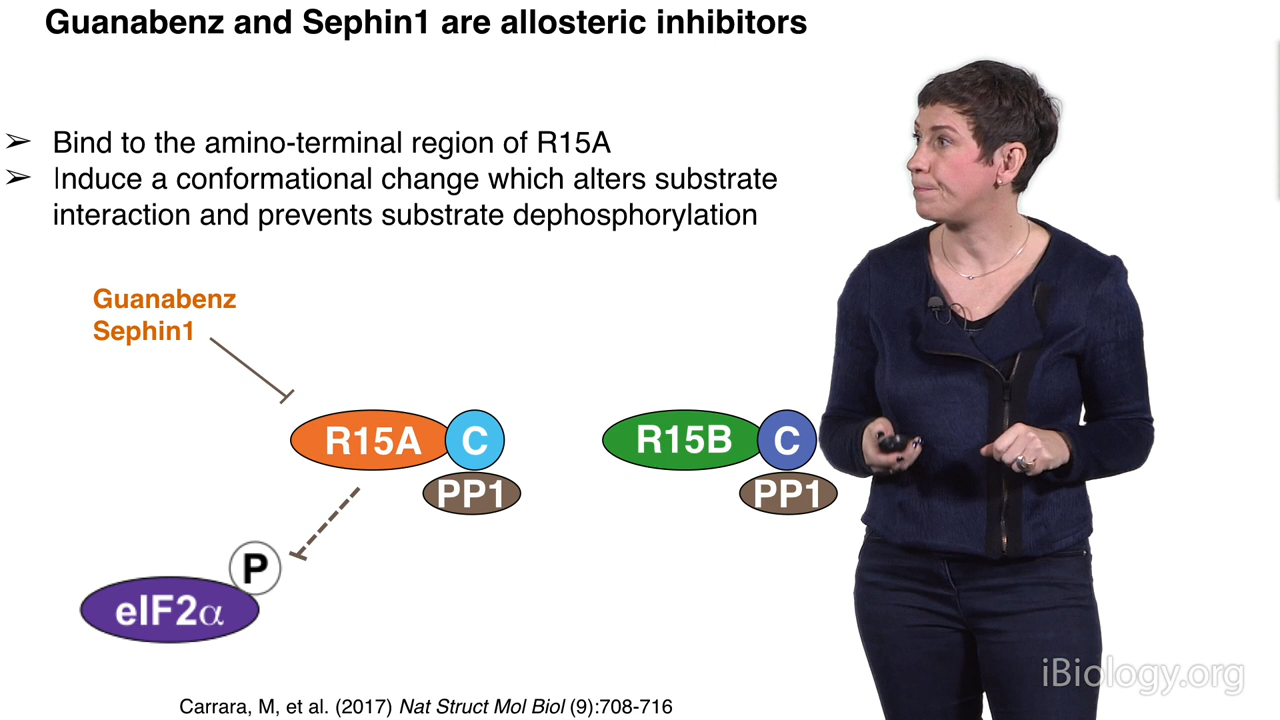 Guanabenz and Sephin1 are allosteric inhibitors
➢ Bind to the amino-terminal region of R15A
➢ Induce a conformational change which alters substrate
interaction and prevents substrate dephosphorylation
Guanabenz
Sephin1
R15A C
PP1
R15B C
PP1
P
eIF2α
iBiology.org
Carrara, M, et al. (2017) Nat Struct Mol Biol (9):708-716